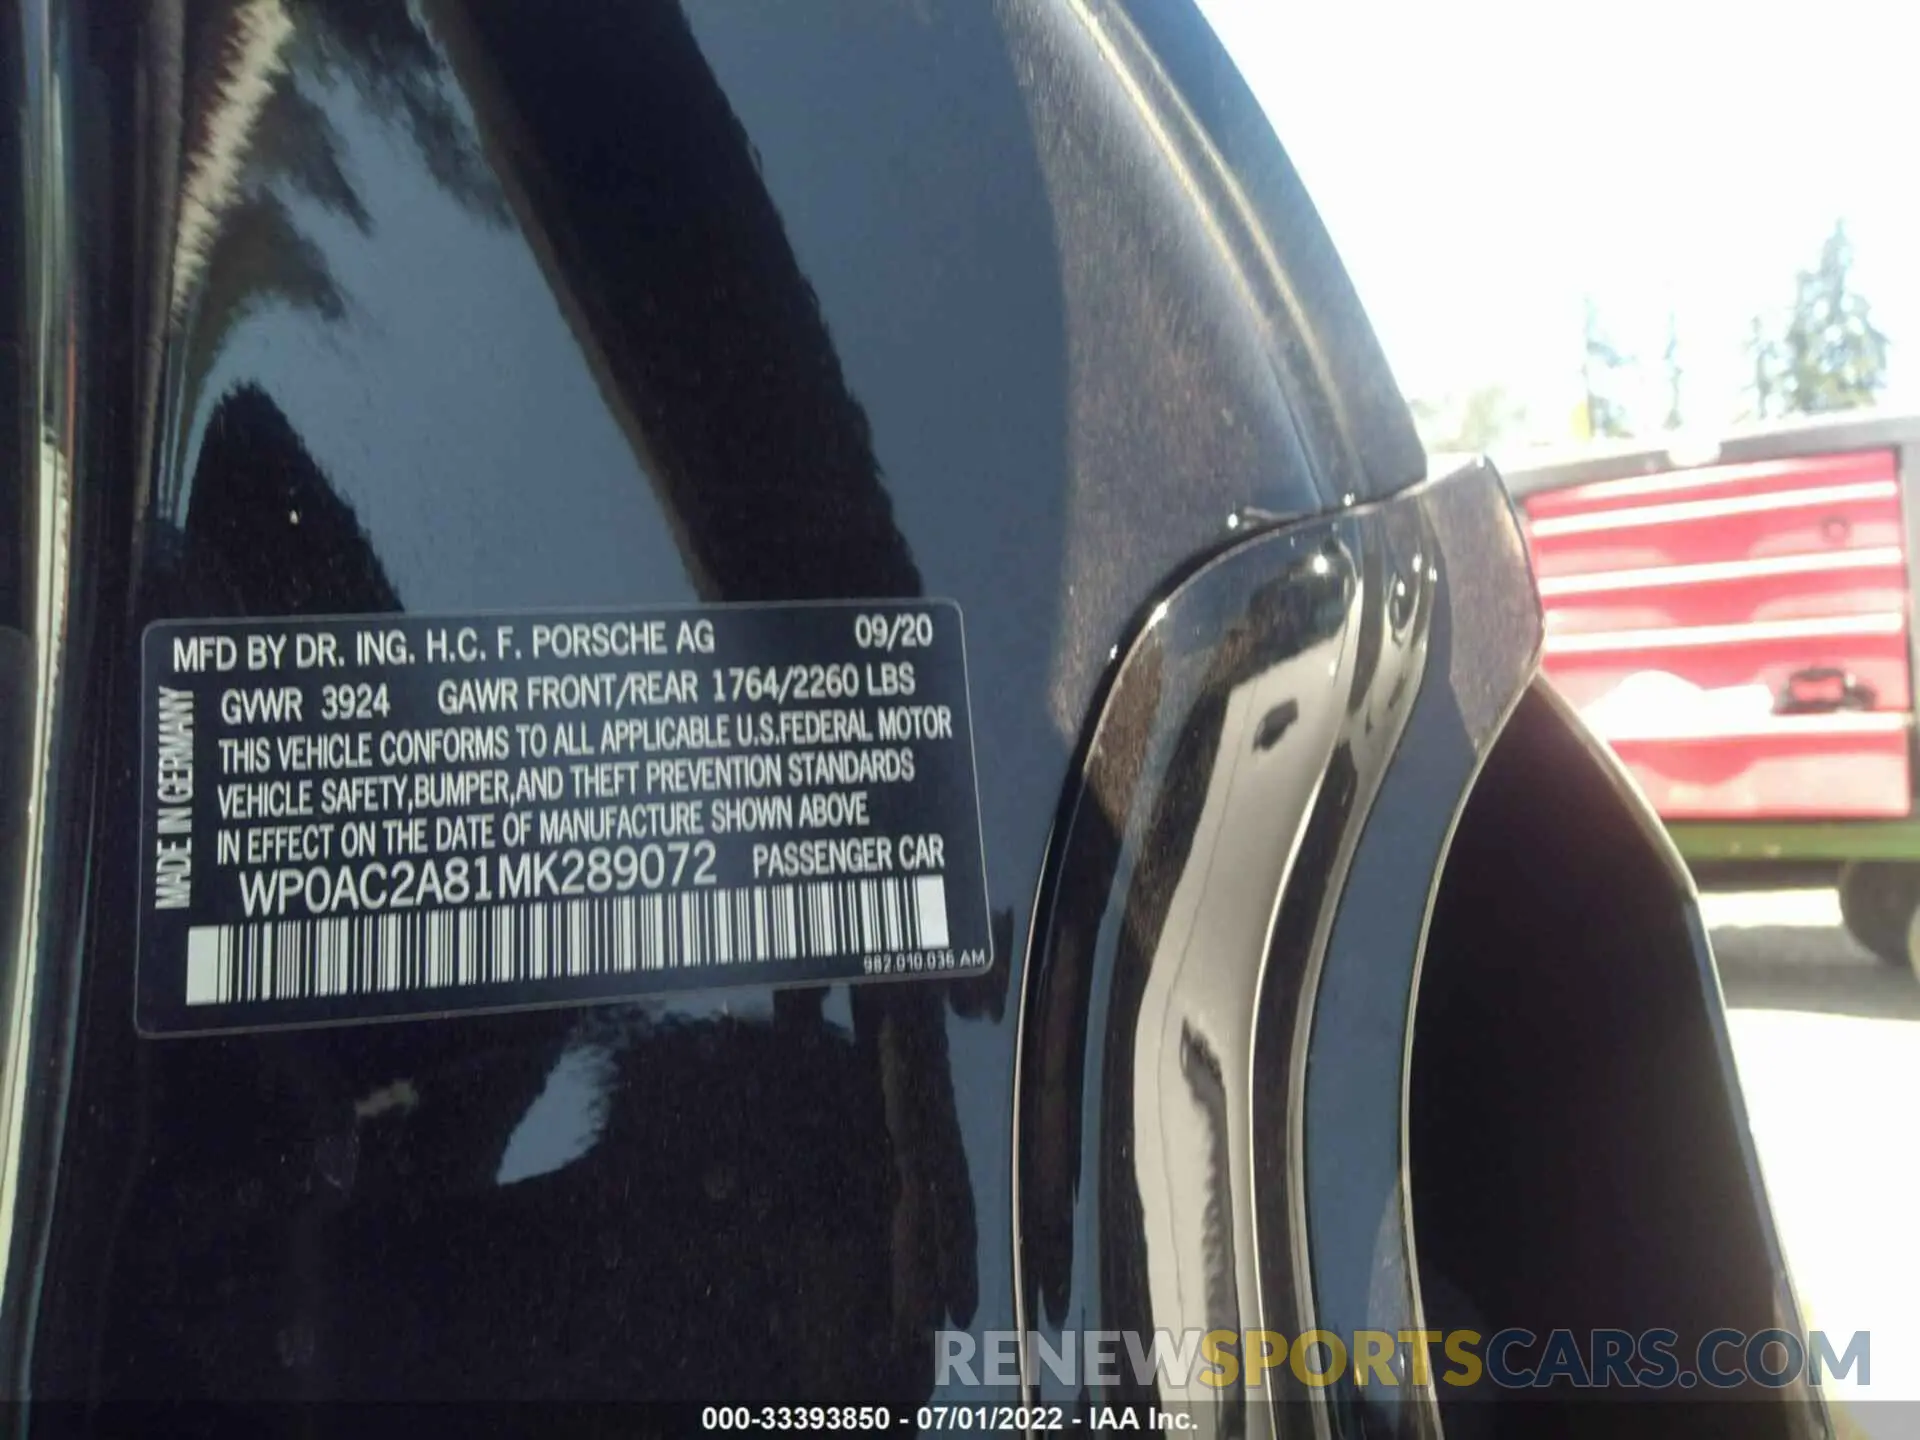 MFD BY DR. ING. H.C. F. PORSCHE AG 09/20
GVWR 3924 GAWR FRONT/REAR 1764/2260 LBS
THIS VEHICLE CONFORMS TO ALL APPLICABLE U.S.FEDERAL MOTOR
VEHICLE SAFETY,BUMPER,AND THEFT PREVENTION STANDARDS
IN EFFECT ON THE DATE OF MANUFACTURE SHOWN ABOVE
WP0AC2A81MK289072 PASSENGER CAR
982.010.035 AM
MADE IN GERMANY
RENEWSPORTSCARS.COM
000-33393850 - 07/01/2022 - IAA Inc.